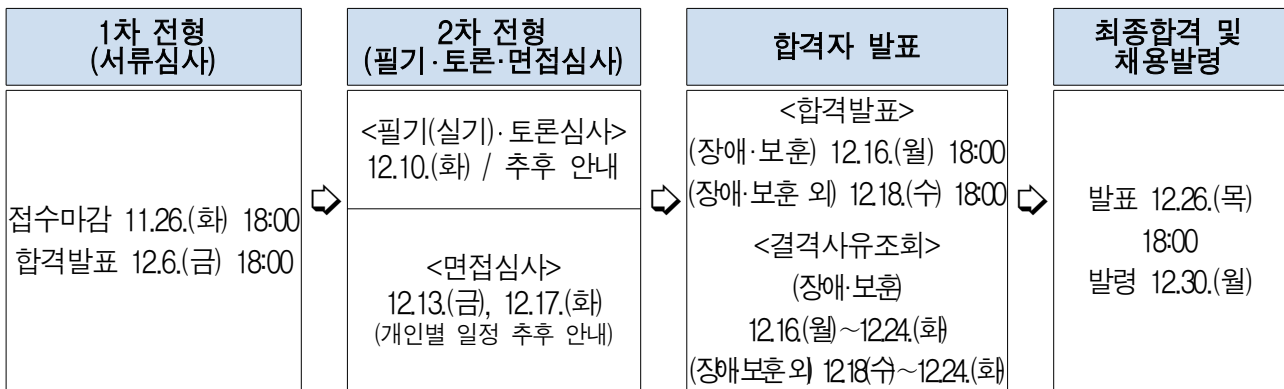 1차 전형
(서류심사)
접수마감 11.26.(화) 18:00
합격발표 12.6.(금) 18:00
2차 전형
(필기·토론·면접심사)
<필기(실기)·토론심사>
12.10.(화) / 추후 안내
<면접심사>
12.13.(금), 12.17.(화)
(개인별 일정 추후 안내)
합격자 발표
<합격발표>
(장애·보훈) 12.16.(월) 18:00
(장애·보훈 외) 12.18.(수) 18:00
<결격사유조회>
(장애·보훈)
12.16.(월)~12.24.(화)
(장애·보훈 외) 12.18(수)~12.24.(화)
최종합격 및
채용발령
발표 12.26.(목)
18:00
발령 12.30.(월)